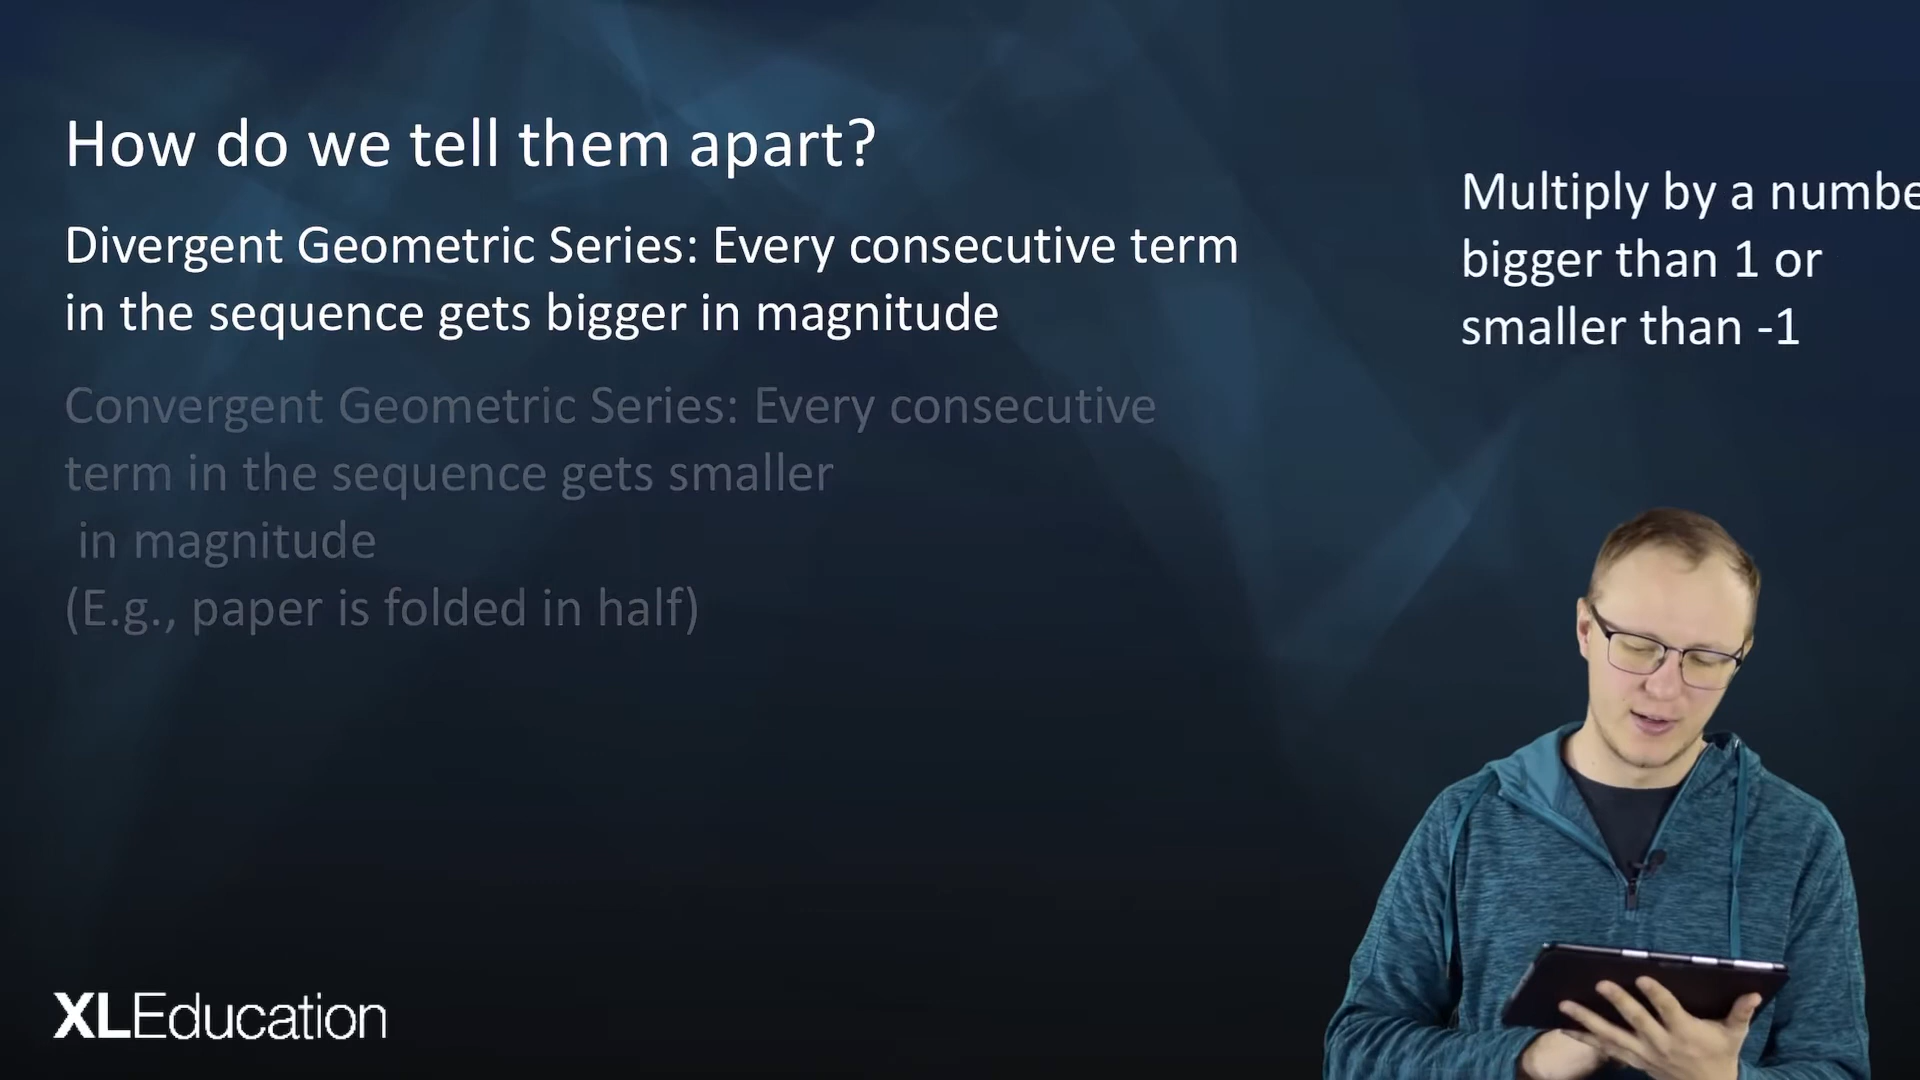 How do we tell them apart?
Divergent Geometric Series: Every consecutive term
in the sequence gets bigger in magnitude
Convergent Geometric Series: Every consecutive
term in the sequence gets smaller
in magnitude
(E.g., paper is folded in half)
Multiply by a numbe
bigger than 1 or
smaller than -1
XLEducation